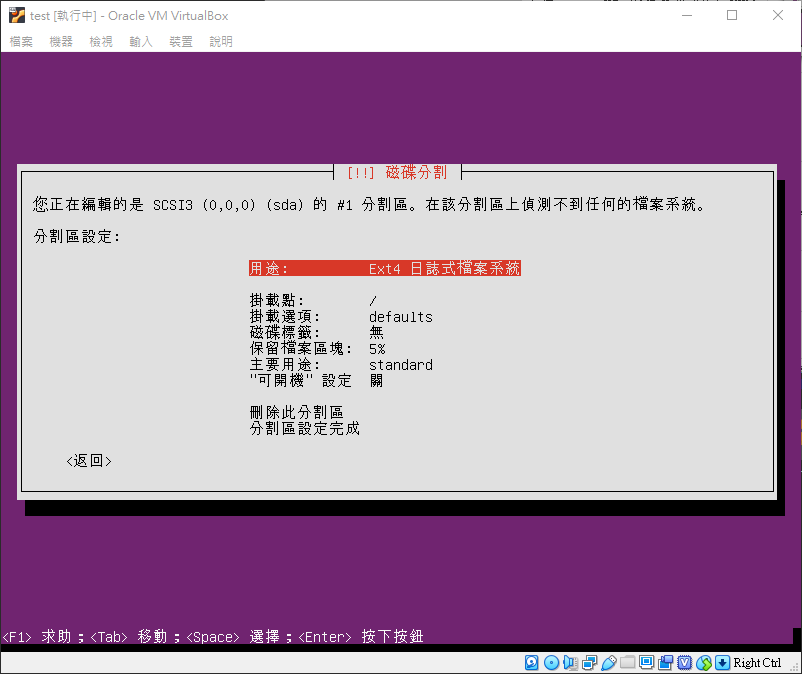 test [執行中] - Oracle VM VirtualBox
檔案 機器 檢視 輸入 裝置 說明
[!!] 磁碟分割
您正在編輯的是 SCSI3 (0,0,0) (sda) 的 #1 分割區。在該分割區上偵測不到任何的檔案系統。
分割區設定:
用途: Ext4 日誌式檔案系統
掛載點: /
掛載選項: defaults
磁碟標籤: 無
保留檔案區塊: 5%
主要用途: standard
"可開機" 設定 關
刪除此分割區
分割區設定完成
<返回>
<F1> 求助；<Tab> 移動；<Space> 選擇；<Enter> 按下按鈕
Right Ctrl